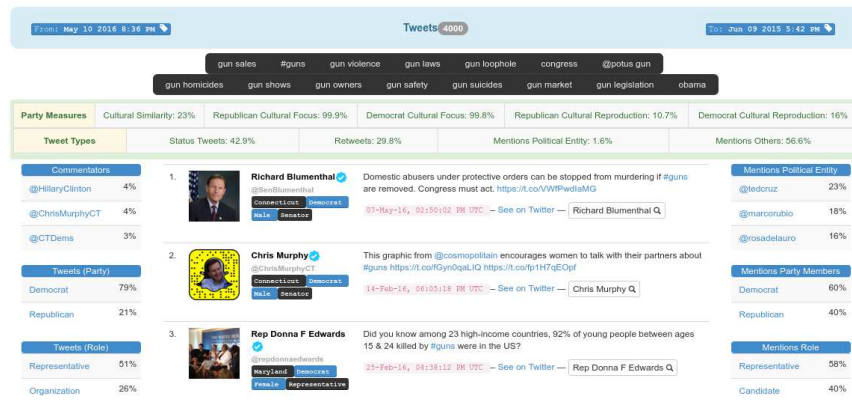 From: May 10 2016 8:36 PM
Tweets 4000
To: Jun 09 2015 5:42 PM
gun sales #guns gun violence gun laws gun loophole congress @potus gun
gun homicides gun shows gun owners gun safety gun suicides gun market gun legislation obama
Party Measures Cultural Similarity: 23% Republican Cultural Focus: 99.9% Democrat Cultural Focus: 99.8% Republican Cultural Reproduction: 10.7% Democrat Cultural Reproduction: 16%
Tweet Types Status Tweets: 42.9% Retweets: 29.8% Mentions Political Entity: 1.6% Mentions Others: 56.6%
Commentators
@HillaryClinton 4%
@ChrisMurphyCT 4%
@CTDems 3%
Tweets (Party)
Democrat 79%
Republican 21%
Tweets (Role)
Representative 51%
Organization 26%
1.
Richard Blumenthal
@SenBlumenthal
Connecticut Democrat
Male Senator
Domestic abusers under protective orders can be stopped from murdering if #guns
are removed. Congress must act. https://t.co/VWfPwdlaMG
07-May-16, 02:50:02 PM UTC – See on Twitter — Richard Blumenthal
2.
Chris Murphy
@ChrisMurphyCT
Connecticut Democrat
Male Senator
This graphic from @cosmopolitain encourages women to talk with their partners about
#guns https://t.co/fGyn0qaLIQ https://t.co/fp1H7qEOpf
14-Feb-16, 06:05:18 PM UTC – See on Twitter — Chris Murphy
3.
Rep Donna F Edwards
@repdonnaedwards
Maryland Democrat
Female Representative
Did you know among 23 high-income countries, 92% of young people between ages
15 & 24 killed by #guns were in the US?
25-Feb-16, 04:38:12 PM UTC – See on Twitter — Rep Donna F Edwards
Mentions Political Entity
@tedcruz 23%
@marcorubio 18%
@rosadelauro 16%
Mentions Party Members
Democrat 60%
Republican 40%
Mentions Role
Representative 58%
Candidate 40%